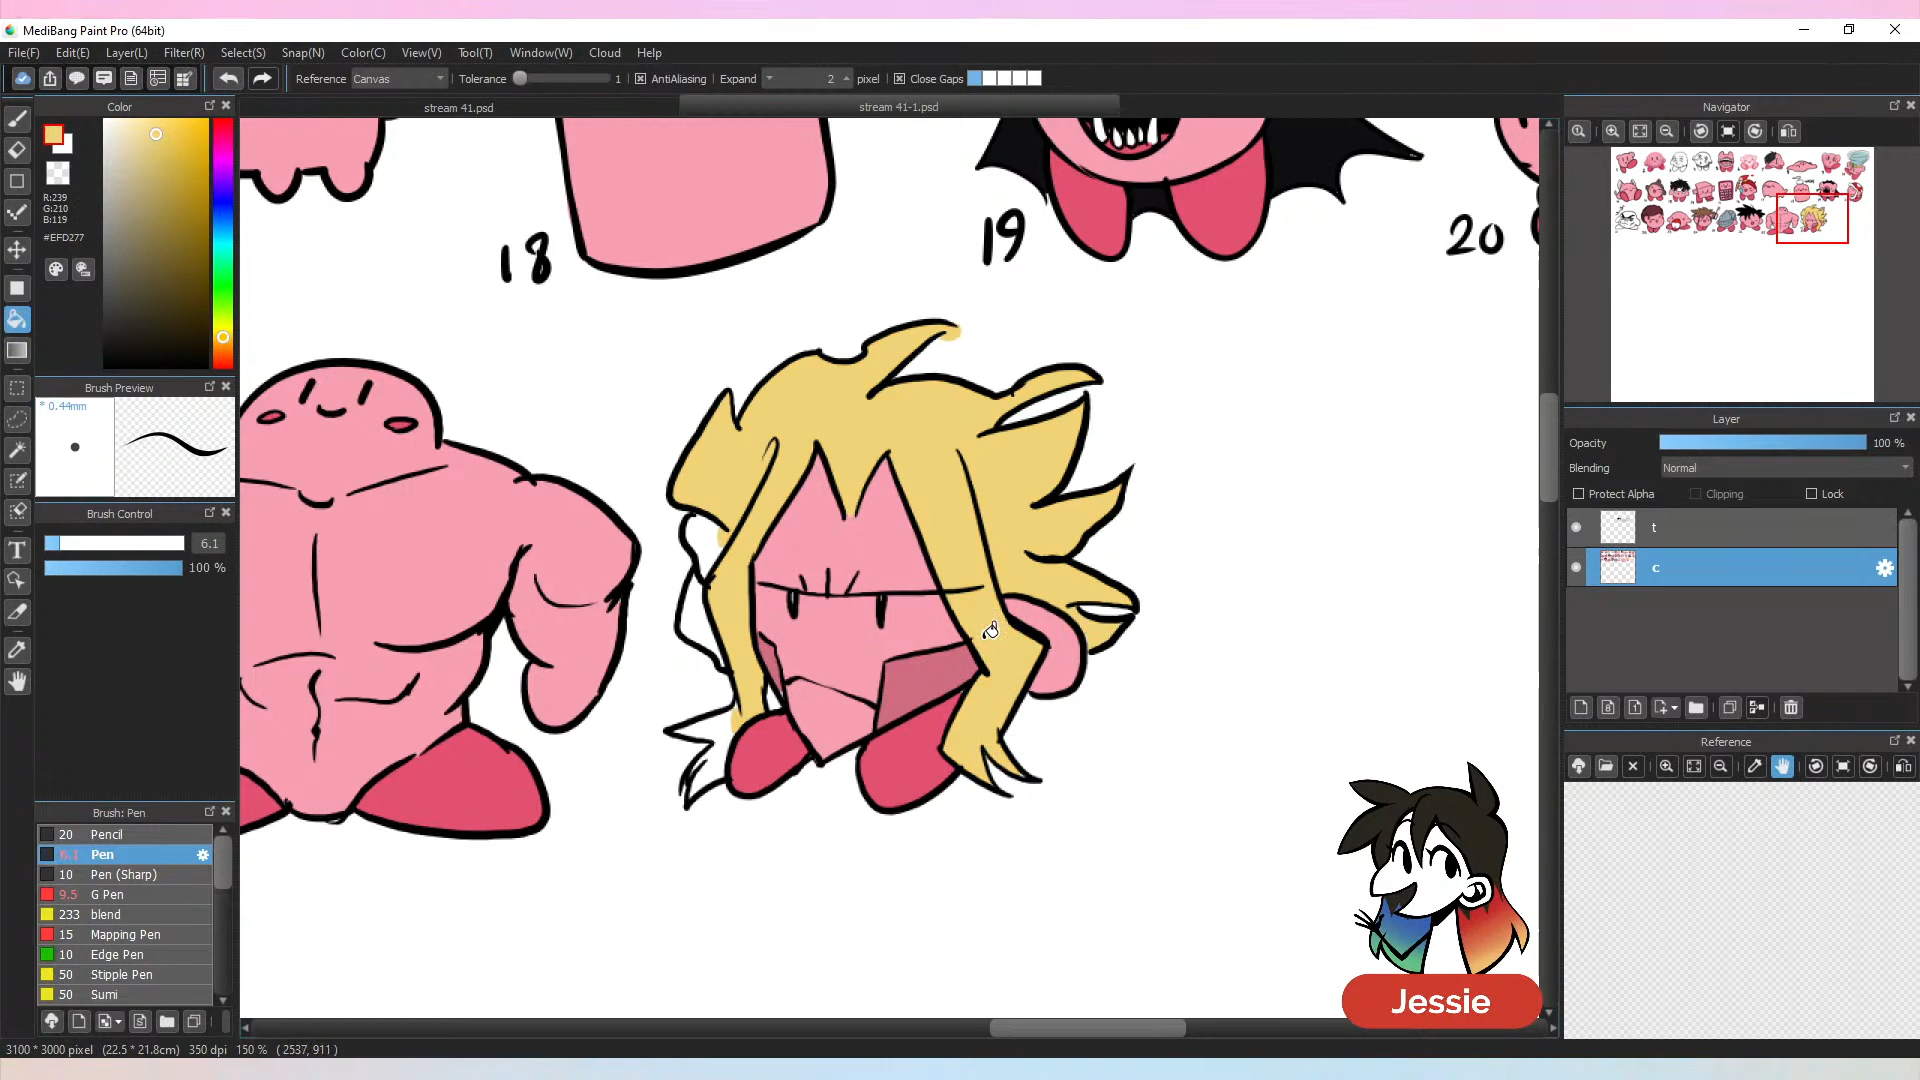 MediBang Paint Pro (64bit)
File(F) Edit(E) Layer(L) Filter(R) Select(S) Snap(N) Color(C) View(V) Tool(T) Window(W) Cloud Help
Reference Canvas Tolerance 1 AntiAliasing Expand 2 pixel Close Gaps
stream 41.psd
stream 41-1.psd
Color
R:239
G:210
B:119
#EFD277
Brush Preview
* 0.44mm
Brush Control
6.1
100 %
Brush: Pen
20 Pencil
6.1 Pen
10 Pen (Sharp)
9.5 G Pen
233 blend
15 Mapping Pen
10 Edge Pen
50 Stipple Pen
50 Sumi
18
19
20
Navigator
Layer
Opacity 100 %
Blending Normal
Protect Alpha Clipping Lock
t
c
Reference
Jessie
3100 * 3000 pixel (22.5 * 21.8cm) 350 dpi 150 % ( 2537, 911 )